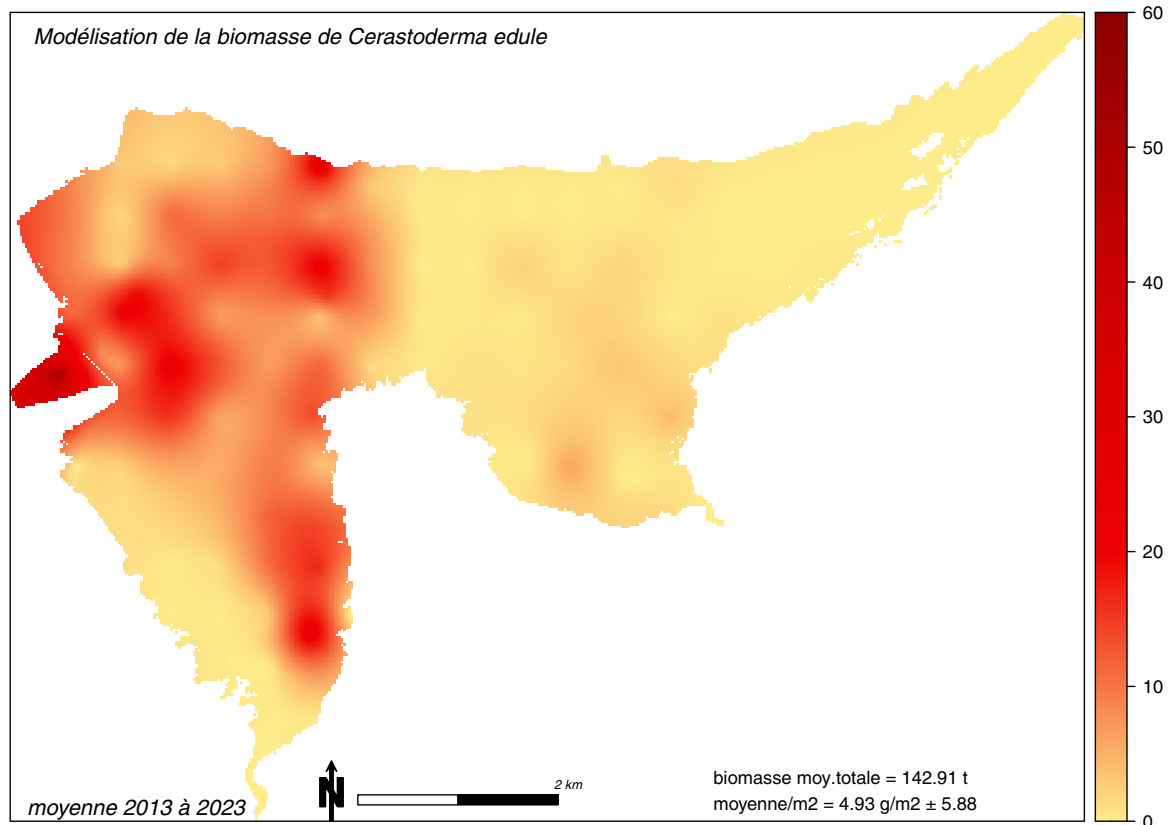 Modélisation de la biomasse de Cerastoderma edule
60
50
40
30
20
10
0
N
2 km
biomasse moy.totale = 142.91 t
moyenne/m2 = 4.93 g/m2 ± 5.88
moyenne 2013 à 2023